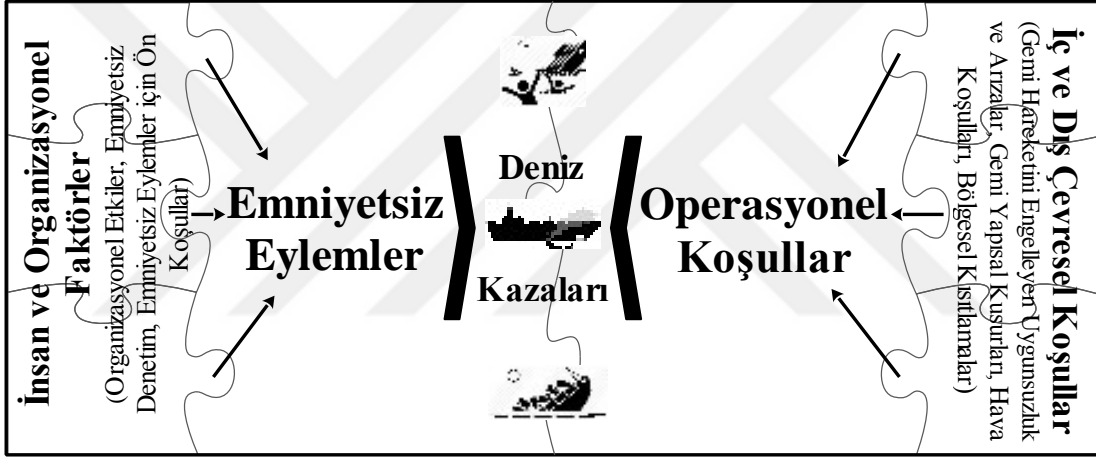 İnsan ve Organizasyonel
Faktörler
(Organizasyonel Etkiler, Emniyetsiz
Denetim, Emniyetsiz Eylemler için Ön
Koşullar)
Emniyetsiz
Eylemler
Deniz
Kazaları
Operasyonel
Koşullar
İç ve Dış Çevresel Koşullar
(Gemi Hareketini Engelleyen Uygunsuzluk
ve Arızalar, Gemi Yapısal Kusurları, Hava
Koşulları, Bölgesel Kısıtlamalar)